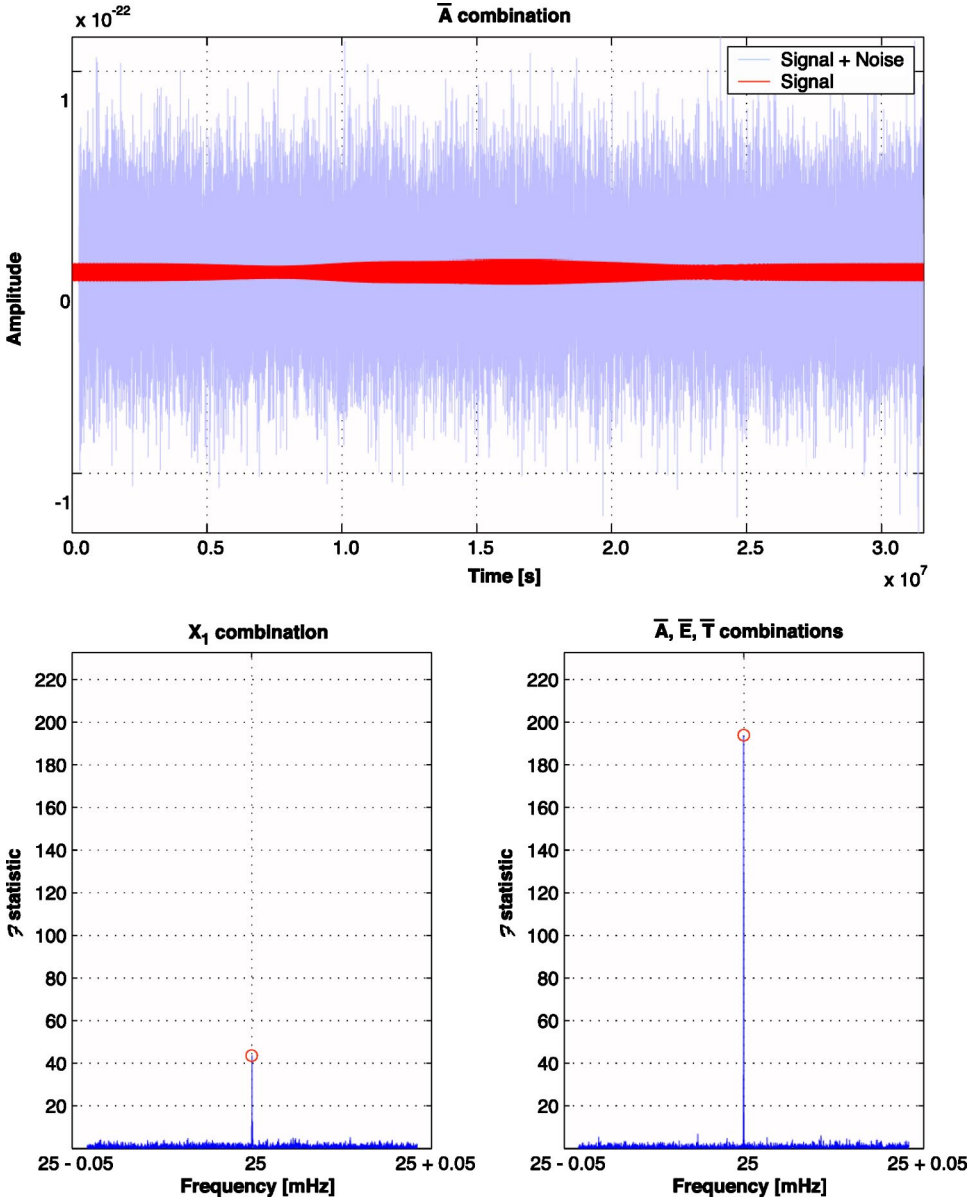 x 10⁻²²
A̅ combination
Signal + Noise
Signal
1
0
-1
Amplitude
0.0 0.5 1.0 1.5 2.0 2.5 3.0
Time [s]
x 10⁷
X₁ combination
220
200
180
160
140
120
100
80
60
40
20
ℱ statistic
25 - 0.05 25 25 + 0.05
Frequency [mHz]
A̅, E̅, T̅ combinations
220
200
180
160
140
120
100
80
60
40
20
ℱ statistic
25 - 0.05 25 25 + 0.05
Frequency [mHz]